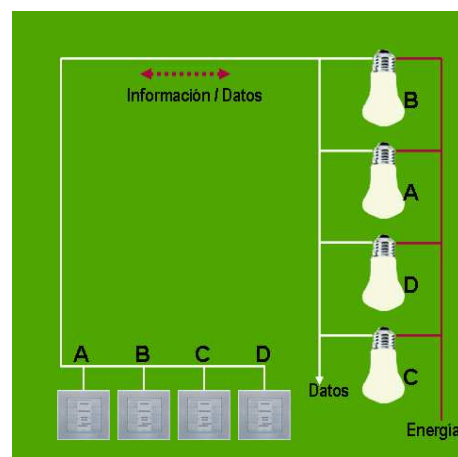 Información / Datos
B
A
D
C
A B C D
Datos
Energía